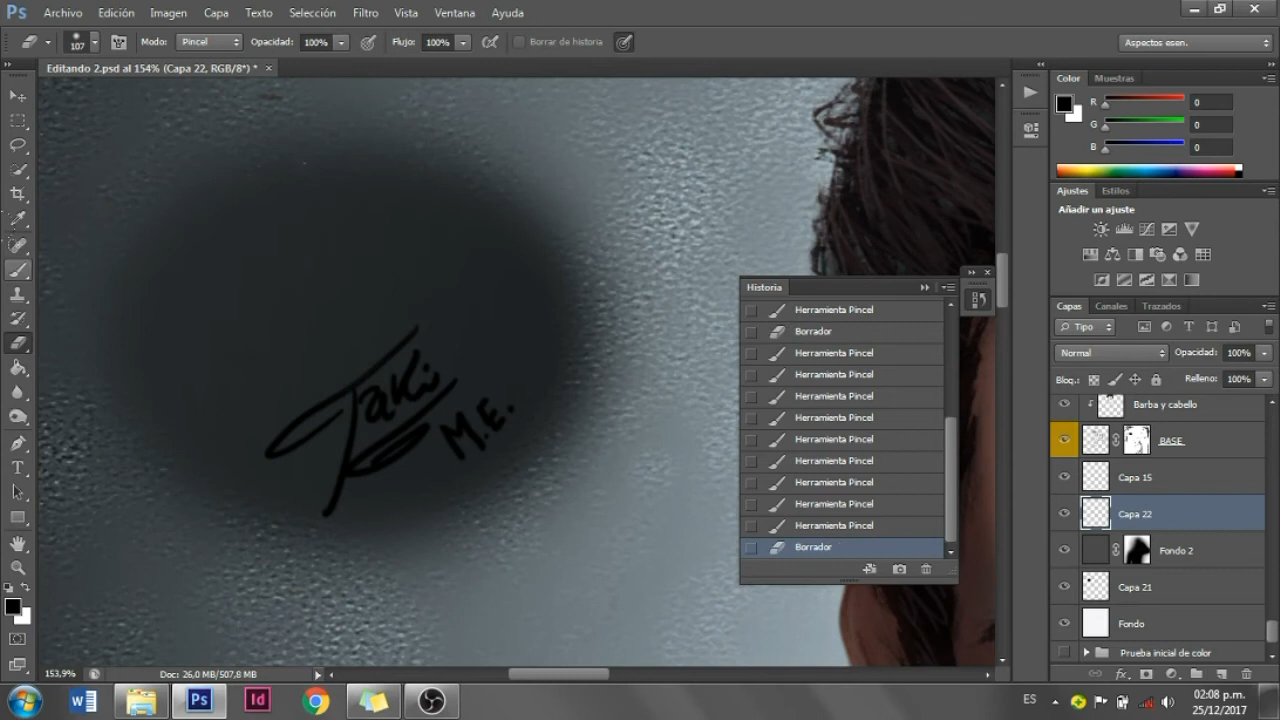 Ps Archivo Edición Imagen Capa Texto Selección Filtro Vista Ventana Ayuda
107 Modo: Pincel Opacidad: 100% Flujo: 100% Borrar de historia Aspectos esen.
Editando 2.psd al 154% (Capa 22, RGB/8*) * ×
Color Muestras
R 0
G 0
B 0
Ajustes Estilos
Añadir un ajuste
Historia
Herramienta Pincel
Borrador
Herramienta Pincel
Herramienta Pincel
Herramienta Pincel
Herramienta Pincel
Herramienta Pincel
Herramienta Pincel
Herramienta Pincel
Herramienta Pincel
Herramienta Pincel
Borrador
Capas Canales Trazados
Tipo
Normal Opacidad: 100%
Bloq.: Relleno: 100%
Barba y cabello
BASE
Capa 15
Capa 22
Fondo 2
Capa 21
Fondo
Prueba inicial de color
Taki
M.E.
153,9% Doc: 26,0 MB/507,8 MB
W Ps Id ES 02:08 p.m.
25/12/2017